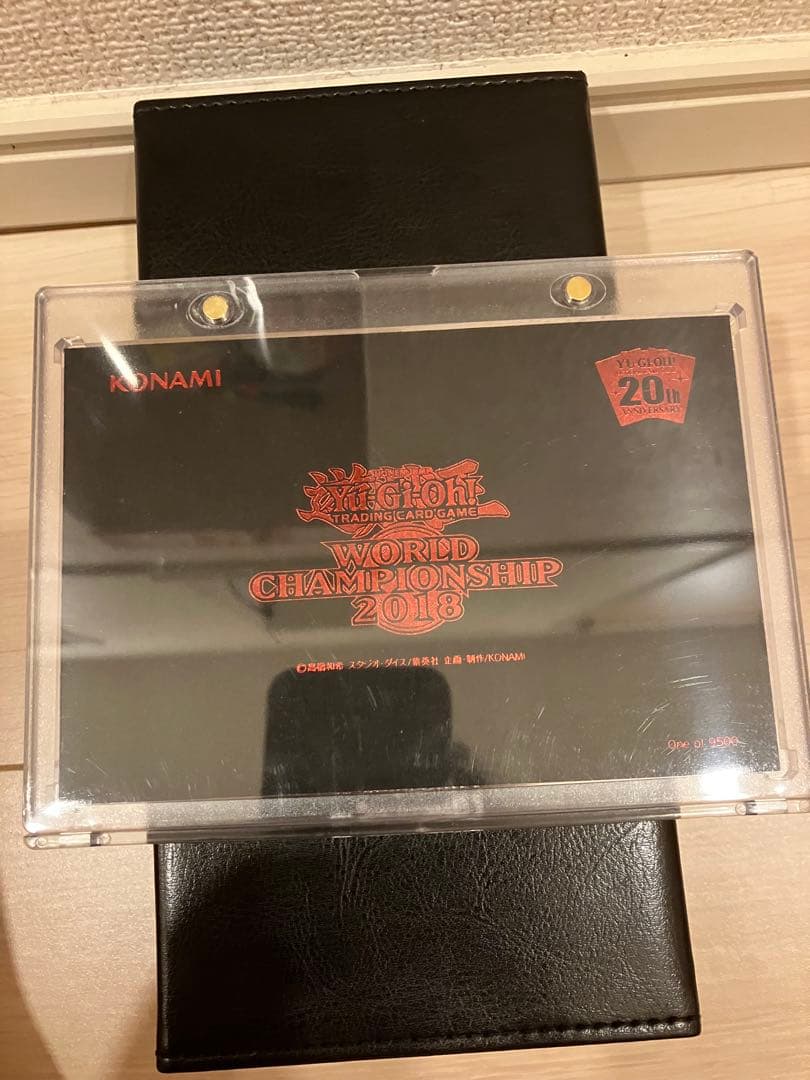 KONAMI
YU-GI-OH!
20th
ANNIVERSARY
Yu-Gi-Oh!
TRADING CARD GAME
WORLD
CHAMPIONSHIP
2018
©高橋和希 スタジオ・ダイス/集英社 企画・制作/KONAMI
One of 9500